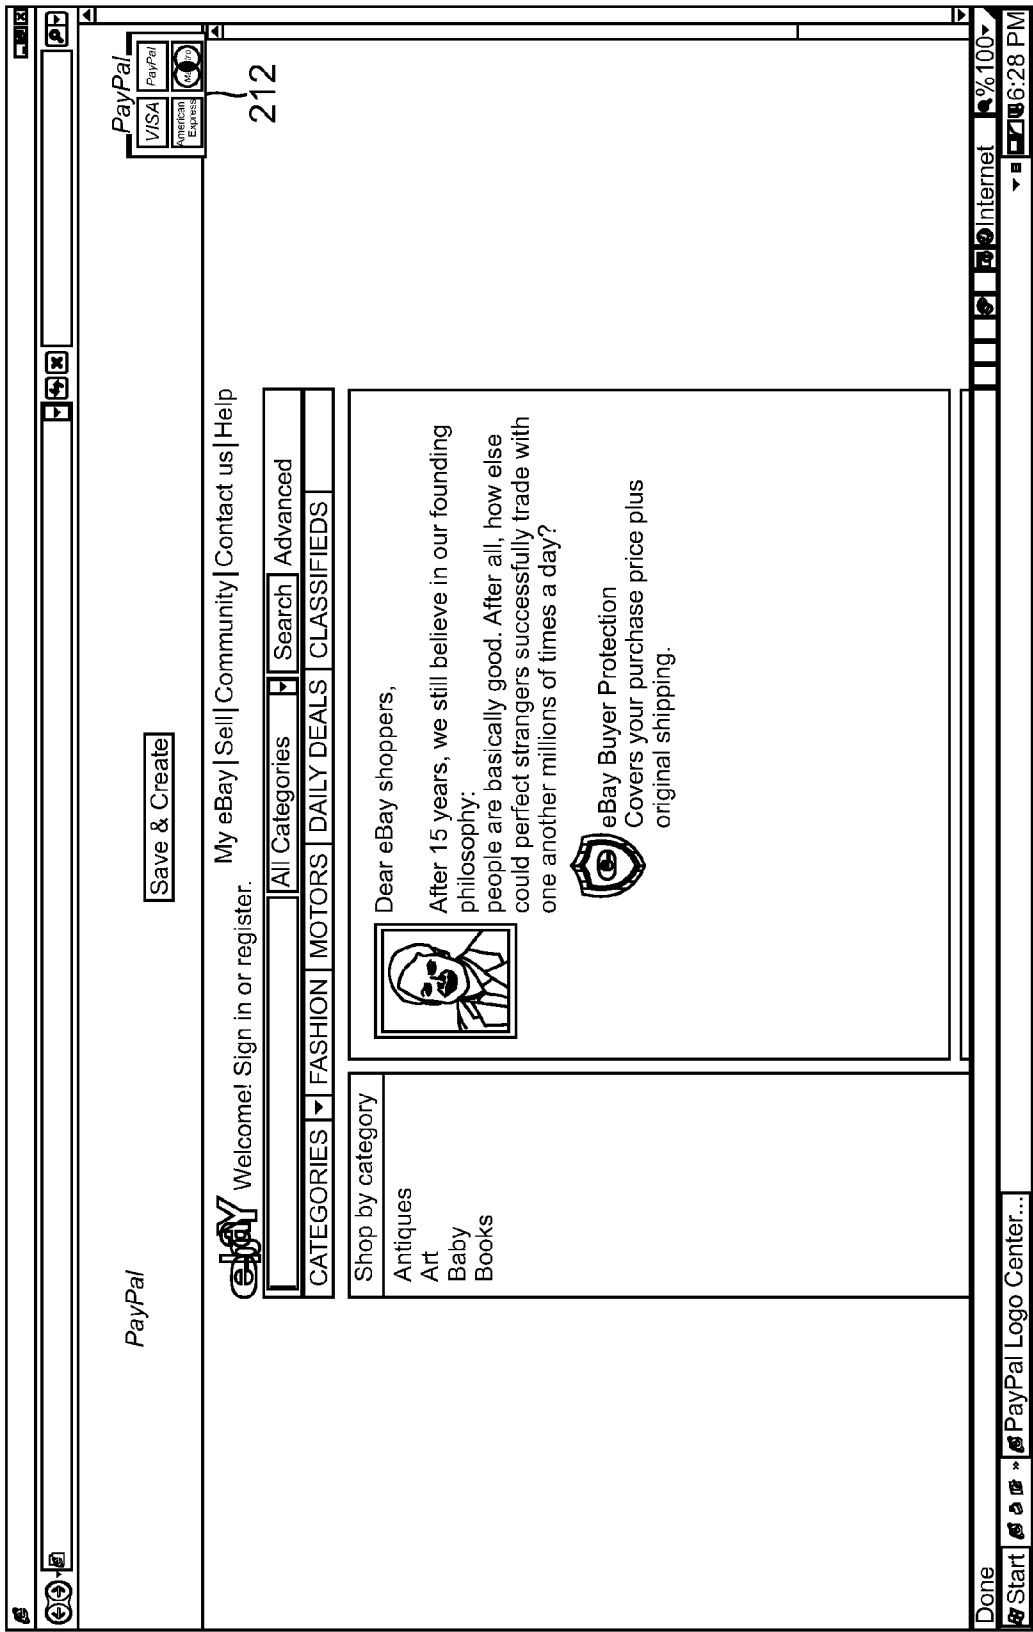 PayPal
Save & Create
PayPal
VISA
PayPal
American
Express
Maestro
212
ebaY
Welcome! Sign in or register.
My eBay|Sell|Community|Contact us|Help
All Categories
Search
Advanced
CATEGORIES
FASHION
MOTORS
DAILY DEALS
CLASSIFIEDS
Shop by category
Antiques
Art
Baby
Books
Dear eBay shoppers,
After 15 years, we still believe in our founding
philosophy:
people are basically good. After all, how else
could perfect strangers successfully trade with
one another millions of times a day?
eBay Buyer Protection
Covers your purchase price plus
original shipping.
Done
Internet
%100
Start
»
PayPal Logo Center...
6:28 PM